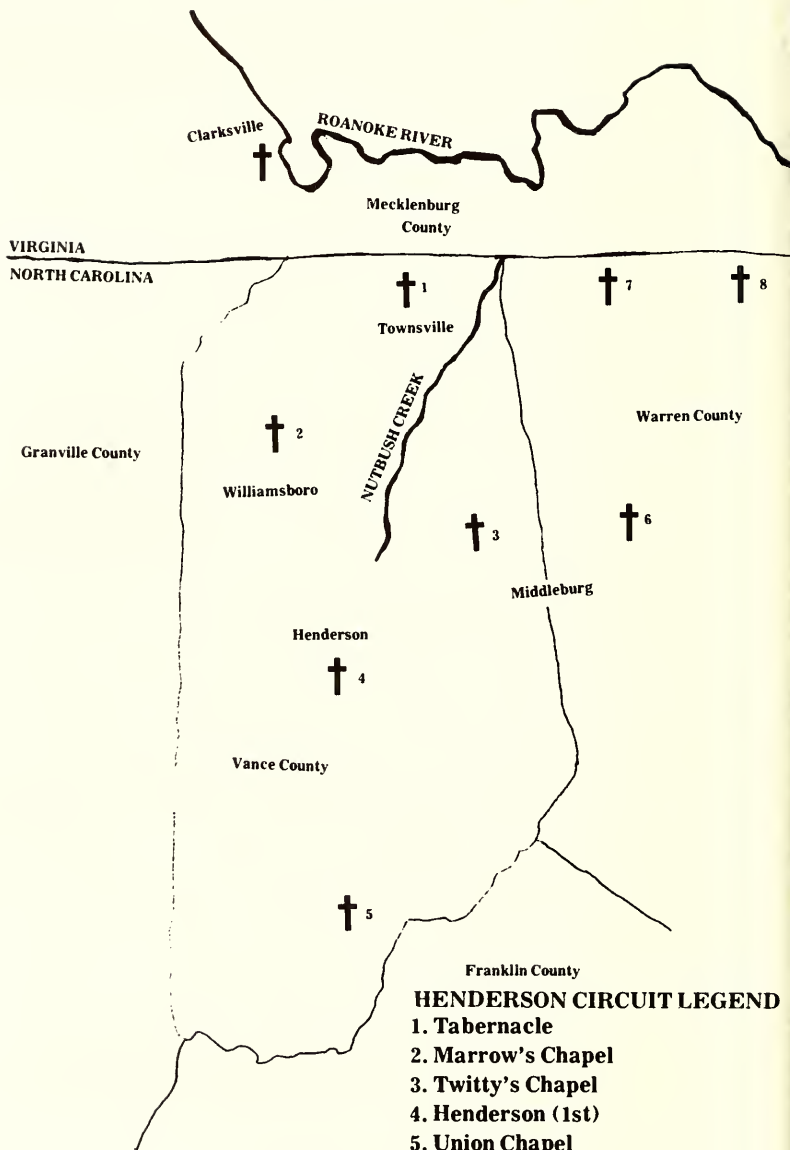 Clarksville
ROANOKE RIVER
Mecklenburg
County
VIRGINIA
NORTH CAROLINA
1
7
8
Townsville
NUTBUSH CREEK
Warren County
2
Granville County
Williamsboro
6
3
Middleburg
Henderson
4
Vance County
5
Franklin County
HENDERSON CIRCUIT LEGEND
1. Tabernacle
2. Marrow's Chapel
3. Twitty's Chapel
4. Henderson (1st)
5. Union Chapel